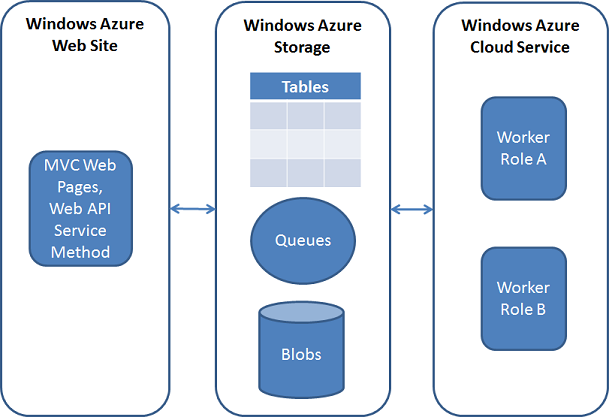 Windows Azure
Web Site
MVC Web
Pages,
Web API
Service
Method
Windows Azure
Storage
Tables
Queues
Blobs
Windows Azure
Cloud Service
Worker
Role A
Worker
Role B